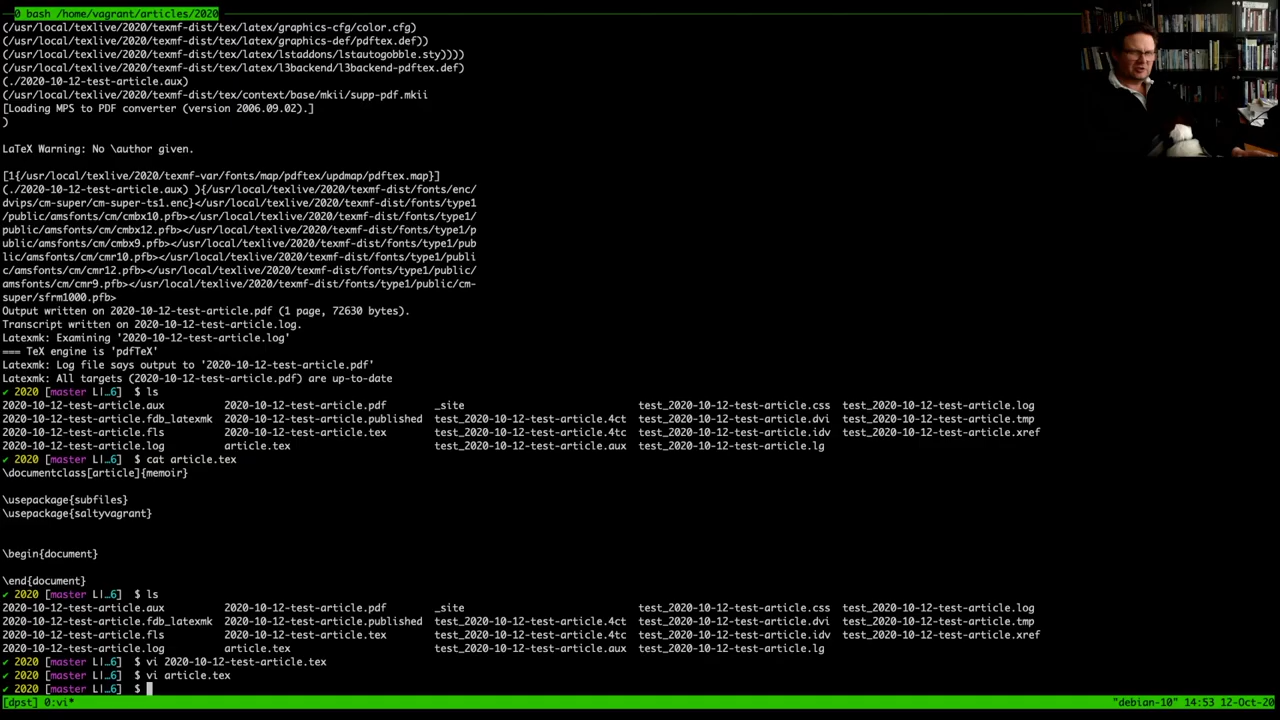 0 bash /home/vagrant/articles/2020
(/usr/local/texlive/2020/texmf-dist/tex/latex/graphics-cfg/color.cfg)
(/usr/local/texlive/2020/texmf-dist/tex/latex/graphics-def/pdftex.def))
(/usr/local/texlive/2020/texmf-dist/tex/latex/lstaddons/lstautogobble.sty))))
(/usr/local/texlive/2020/texmf-dist/tex/latex/l3backend/l3backend-pdftex.def)
(./2020-10-12-test-article.aux)
(/usr/local/texlive/2020/texmf-dist/tex/context/base/mkii/supp-pdf.mkii
[Loading MPS to PDF converter (version 2006.09.02).]
)
LaTeX Warning: No \author given.
[1{/usr/local/texlive/2020/texmf-var/fonts/map/pdftex/updmap/pdftex.map}]
(./2020-10-12-test-article.aux) ){/usr/local/texlive/2020/texmf-dist/fonts/enc/
dvips/cm-super/cm-super-ts1.enc}</usr/local/texlive/2020/texmf-dist/fonts/type1
/public/amsfonts/cm/cmbx10.pfb></usr/local/texlive/2020/texmf-dist/fonts/type1/
public/amsfonts/cm/cmbx12.pfb></usr/local/texlive/2020/texmf-dist/fonts/type1/p
ublic/amsfonts/cm/cmbx9.pfb></usr/local/texlive/2020/texmf-dist/fonts/type1/pub
lic/amsfonts/cm/cmr10.pfb></usr/local/texlive/2020/texmf-dist/fonts/type1/publi
c/amsfonts/cm/cmr12.pfb></usr/local/texlive/2020/texmf-dist/fonts/type1/public/
amsfonts/cm/cmr9.pfb></usr/local/texlive/2020/texmf-dist/fonts/type1/public/cm-
super/sfrm1000.pfb>
Output written on 2020-10-12-test-article.pdf (1 page, 72630 bytes).
Transcript written on 2020-10-12-test-article.log.
Latexmk: Examining '2020-10-12-test-article.log'
=== TeX engine is 'pdfTeX'
Latexmk: Log file says output to '2020-10-12-test-article.pdf'
Latexmk: All targets (2020-10-12-test-article.pdf) are up-to-date
✔ 2020 [master L|…6]  $ ls
2020-10-12-test-article.aux 2020-10-12-test-article.pdf _site test_2020-10-12-test-article.css test_2020-10-12-test-article.log
2020-10-12-test-article.fdb_latexmk 2020-10-12-test-article.published test_2020-10-12-test-article.4ct test_2020-10-12-test-article.dvi test_2020-10-12-test-article.tmp
2020-10-12-test-article.fls 2020-10-12-test-article.tex test_2020-10-12-test-article.4tc test_2020-10-12-test-article.idv test_2020-10-12-test-article.xref
2020-10-12-test-article.log article.tex test_2020-10-12-test-article.aux test_2020-10-12-test-article.lg
✔ 2020 [master L|…6]  $ cat article.tex
\documentclass[article]{memoir}
\usepackage{subfiles}
\usepackage{saltyvagrant}
\begin{document}
\end{document}
✔ 2020 [master L|…6]  $ ls
2020-10-12-test-article.aux 2020-10-12-test-article.pdf _site test_2020-10-12-test-article.css test_2020-10-12-test-article.log
2020-10-12-test-article.fdb_latexmk 2020-10-12-test-article.published test_2020-10-12-test-article.4ct test_2020-10-12-test-article.dvi test_2020-10-12-test-article.tmp
2020-10-12-test-article.fls 2020-10-12-test-article.tex test_2020-10-12-test-article.4tc test_2020-10-12-test-article.idv test_2020-10-12-test-article.xref
2020-10-12-test-article.log article.tex test_2020-10-12-test-article.aux test_2020-10-12-test-article.lg
✔ 2020 [master L|…6]  $ vi 2020-10-12-test-article.tex
✔ 2020 [master L|…6]  $ vi article.tex
✔ 2020 [master L|…6]  $
[dpst] 0:vi* "debian-10" 14:53 12-Oct-20